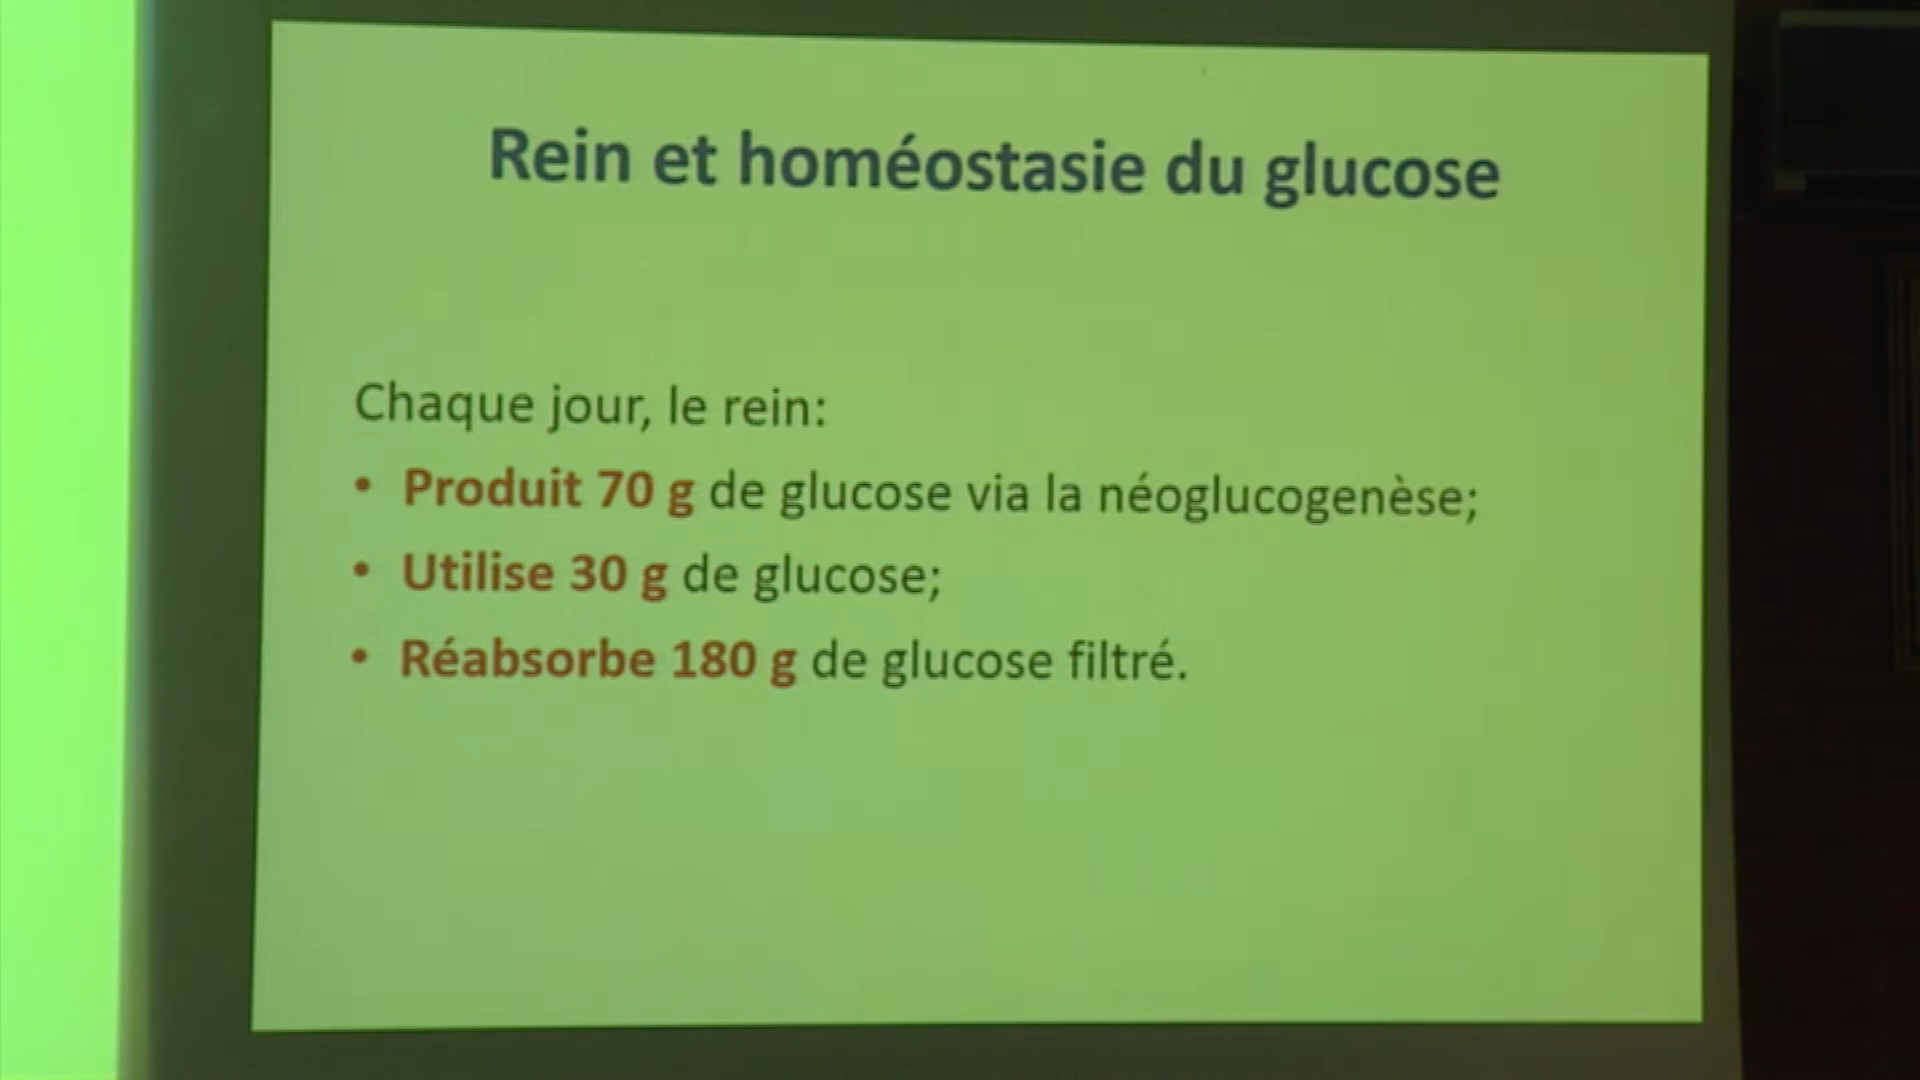 Rein et homéostasie du glucose
Chaque jour, le rein:
• Produit 70 g de glucose via la néoglucogenèse;
• Utilise 30 g de glucose;
• Réabsorbe 180 g de glucose filtré.